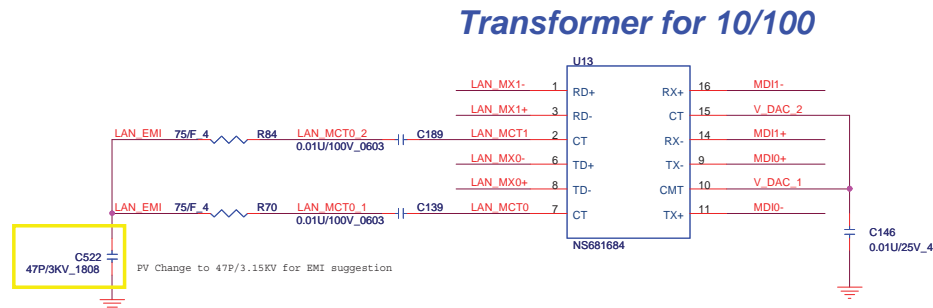 Transformer for 10/100
U13
LAN_MX1- 1 RD+ RX+ 16 MDI1-
LAN_MX1+ 3 RD- CT 15 V_DAC_2
LAN_EMI 75/F_4 R84 LAN_MCT0_2 C189 LAN_MCT1 2 CT RX- 14 MDI1+
0.01U/100V_0603
LAN_MX0- 6 TD+ TX- 9 MDI0+
LAN_MX0+ 8 TD- CMT 10 V_DAC_1
LAN_EMI 75/F_4 R70 LAN_MCT0_1 C139 LAN_MCT0 7 CT TX+ 11 MDI0-
0.01U/100V_0603
NS681684
C146
0.01U/25V_4
C522
47P/3KV_1808
PV Change to 47P/3.15KV for EMI suggestion